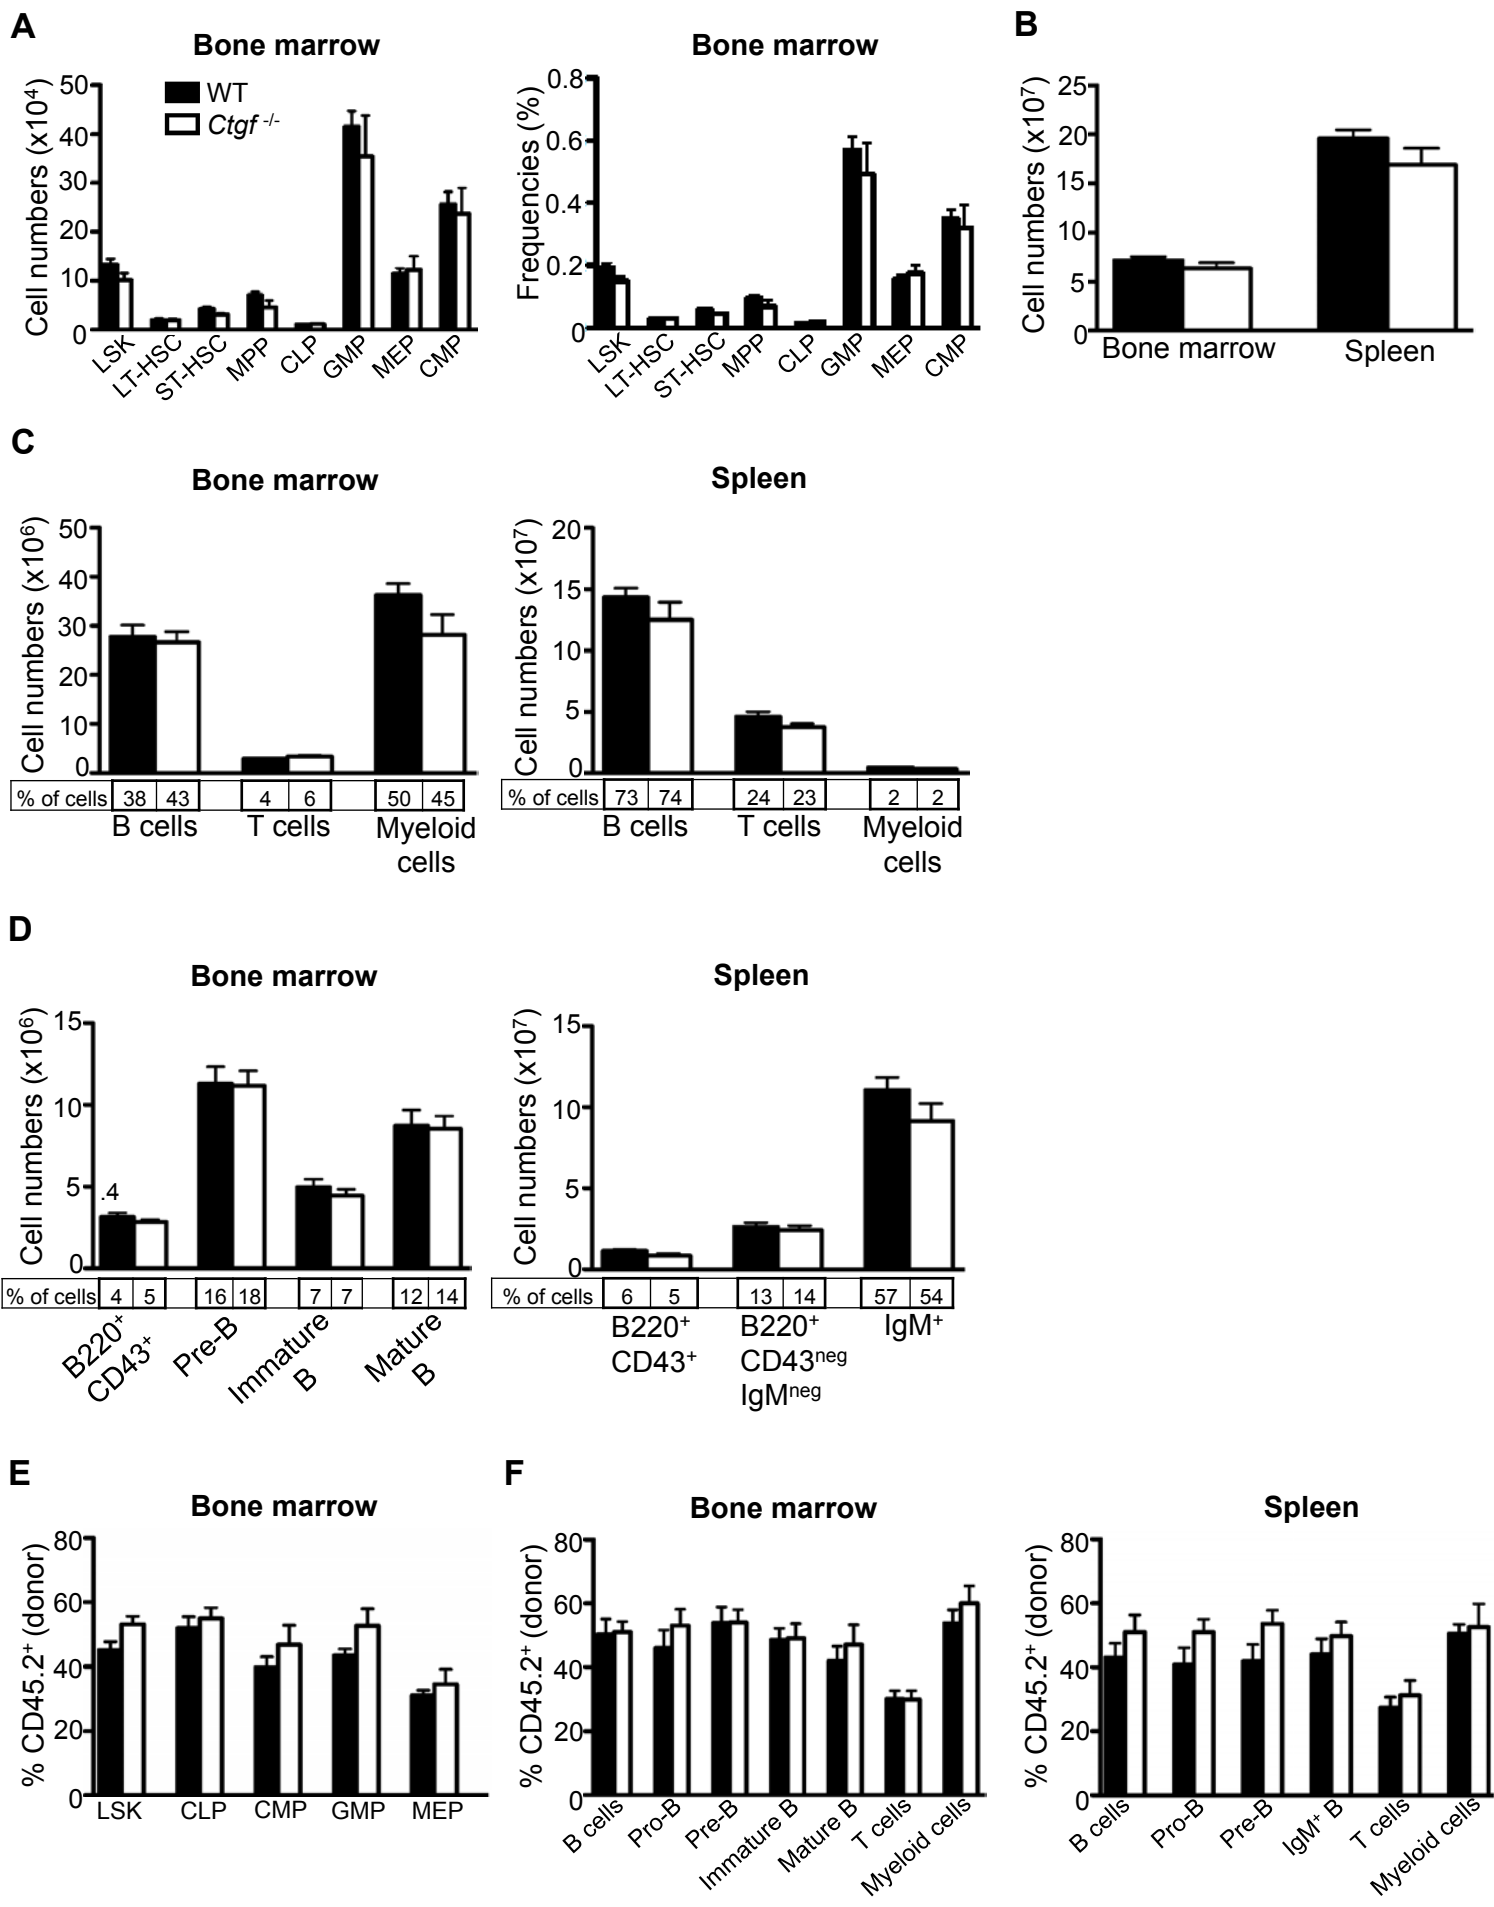 A
Bone marrow
Cell numbers (x10⁴)
50
40
30
20
10
0
WT
Ctgf -/-
LSK
LT-HSC
ST-HSC
MPP
CLP
GMP
MEP
CMP
Bone marrow
Frequencies (%)
0.8
0.6
0.4
0.2
0
LSK
LT-HSC
ST-HSC
MPP
CLP
GMP
MEP
CMP
B
Cell numbers (x10⁷)
25
20
15
10
5
0
Bone marrow
Spleen
C
Bone marrow
Cell numbers (x10⁶)
50
40
30
20
10
0
% of cells 38 43 4 6 50 45
B cells T cells Myeloid
cells
Spleen
Cell numbers (x10⁷)
20
15
10
5
0
% of cells 73 74 24 23 2 2
B cells T cells Myeloid
cells
D
Bone marrow
Cell numbers (x10⁶)
15
10
5
0
.4
% of cells 4 5 16 18 7 7 12 14
B220⁺
CD43⁺
Pre-B
Immature
B
Mature
B
Spleen
Cell numbers (x10⁷)
15
10
5
0
% of cells 6 5 13 14 57 54
B220⁺
CD43⁺
B220⁺
CD43neg
IgMneg
IgM⁺
E
Bone marrow
% CD45.2⁺ (donor)
80
60
40
20
0
LSK CLP CMP GMP MEP
F
Bone marrow
% CD45.2⁺ (donor)
80
60
40
20
0
B cells
Pro-B
Pre-B
Immature B
Mature B
T cells
Myeloid cells
Spleen
% CD45.2⁺ (donor)
80
60
40
20
0
B cells
Pro-B
Pre-B
IgM⁺ B
T cells
Myeloid cells